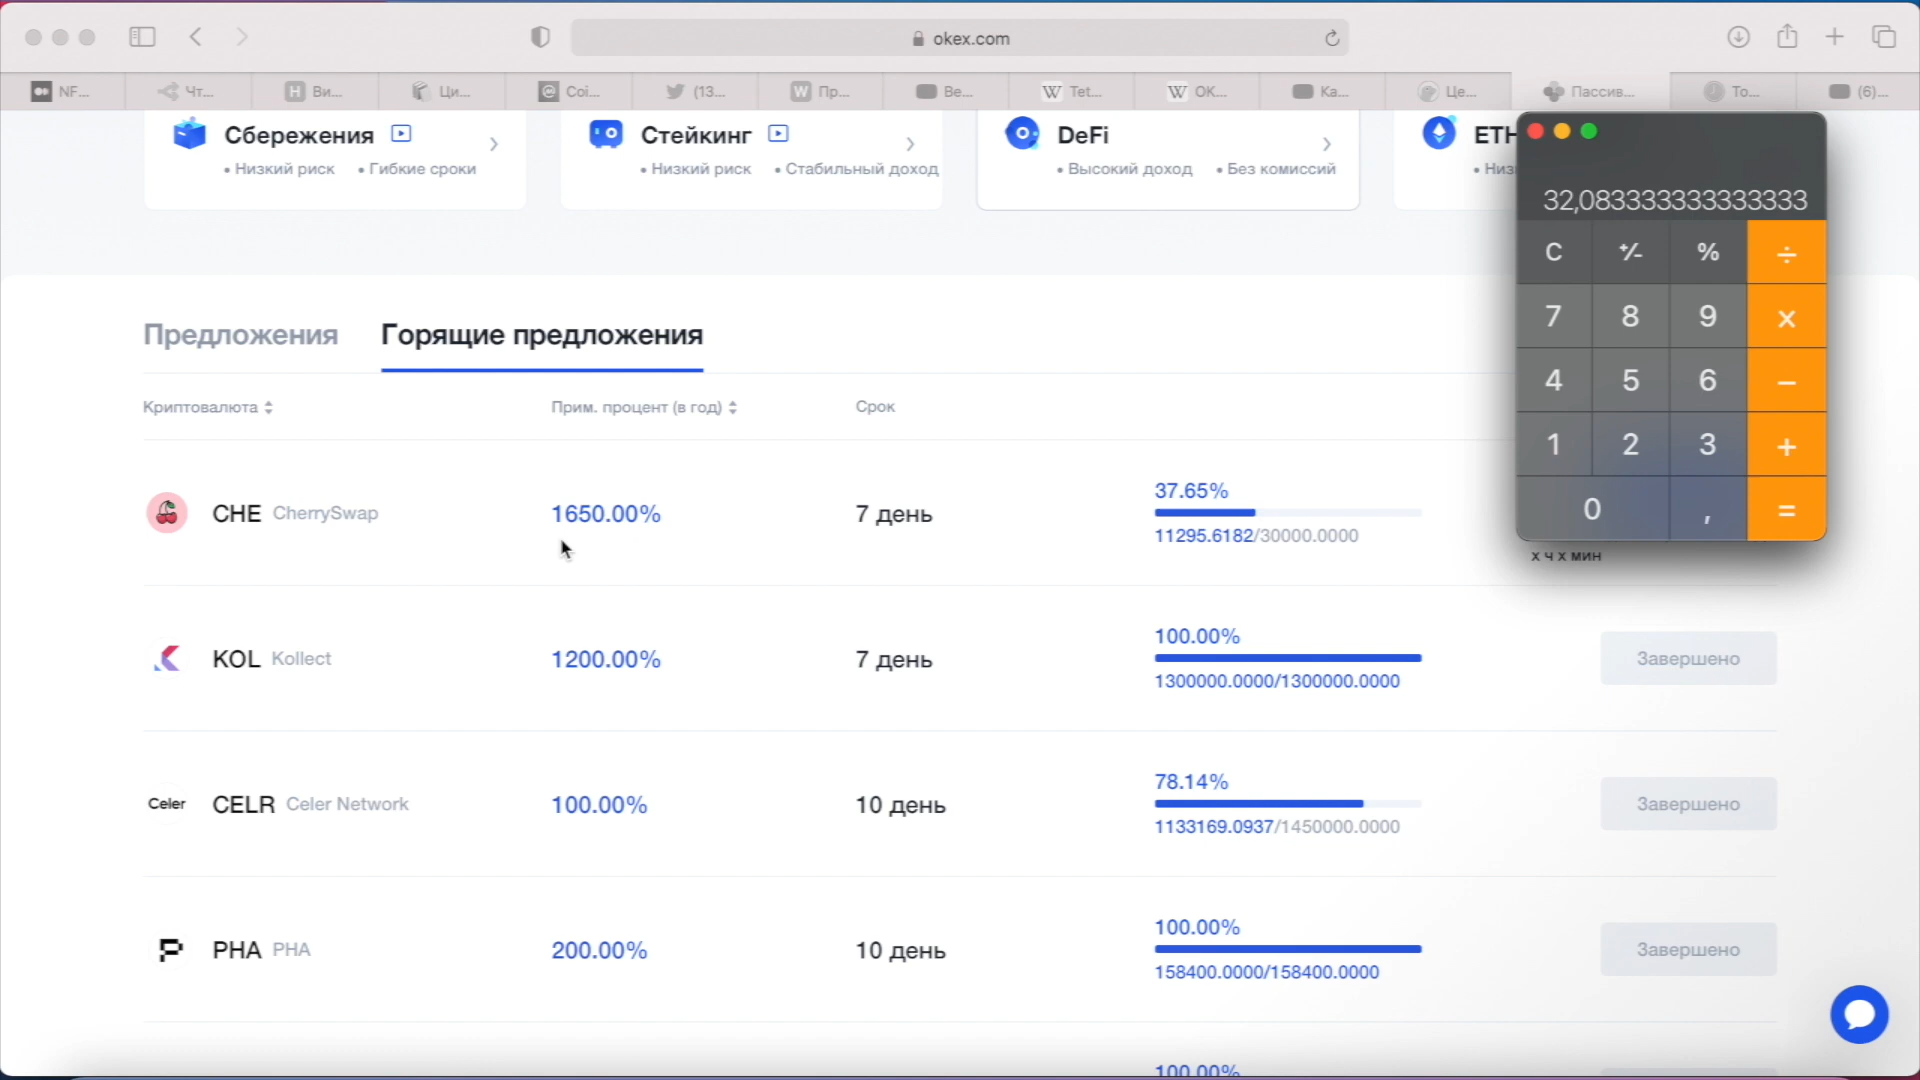 okex.com
NF...
Чт...
Ви...
Ци...
Coi...
(13...
Пр...
Be...
Tet...
OK...
Ка...
Це...
Пассив...
To...
(6)...
Сбережения
• Низкий риск • Гибкие сроки
Стейкинг
• Низкий риск • Стабильный доход
DeFi
• Высокий доход • Без комиссий
ETH
• Низ
32,083333333333333
C +⁄- % ÷
7 8 9 ×
4 5 6 −
1 2 3 +
0 , =
Предложения Горящие предложения
Криптовалюта Прим. процент (в год) Срок
CHE CherrySwap 1650.00% 7 день
37.65%
11295.6182/30000.0000
х ч х мин
KOL Kollect 1200.00% 7 день
100.00%
1300000.0000/1300000.0000
Завершено
Celer CELR Celer Network 100.00% 10 день
78.14%
1133169.0937/1450000.0000
Завершено
PHA PHA 200.00% 10 день
100.00%
158400.0000/158400.0000
Завершено
100.00%